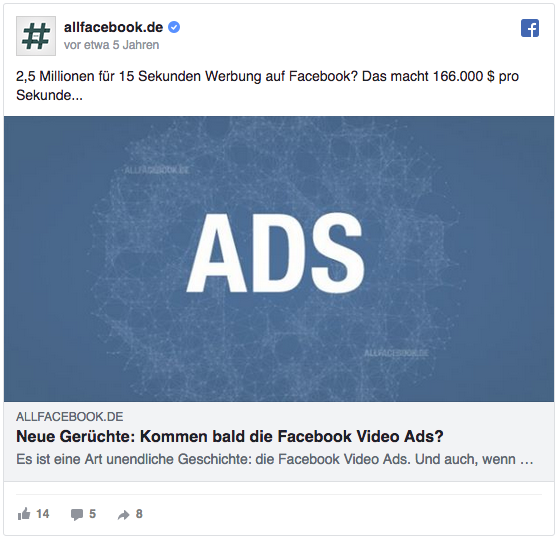 allfacebook.de
vor etwa 5 Jahren
2,5 Millionen für 15 Sekunden Werbung auf Facebook? Das macht 166.000 $ pro
Sekunde...
ALLFACEBOOK.DE
ADS
ALLFACEBOOK.DE
ALLFACEBOOK.DE
Neue Gerüchte: Kommen bald die Facebook Video Ads?
Es ist eine Art unendliche Geschichte: die Facebook Video Ads. Und auch, wenn …
14 5 8